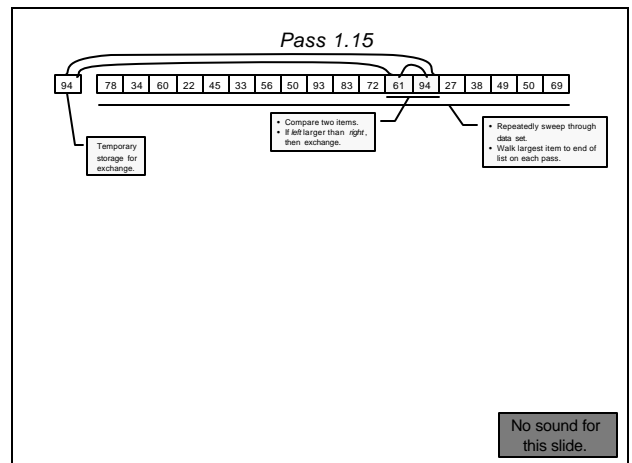 Pass 1.15
94 78 34 60 22 45 33 56 50 93 83 72 61 94 27 38 49 50 69
Temporary
storage for
exchange.
• Compare two items.
• If left larger than right,
then exchange.
• Repeatedly sweep through
data set.
• Walk largest item to end of
list on each pass.
No sound for
this slide.